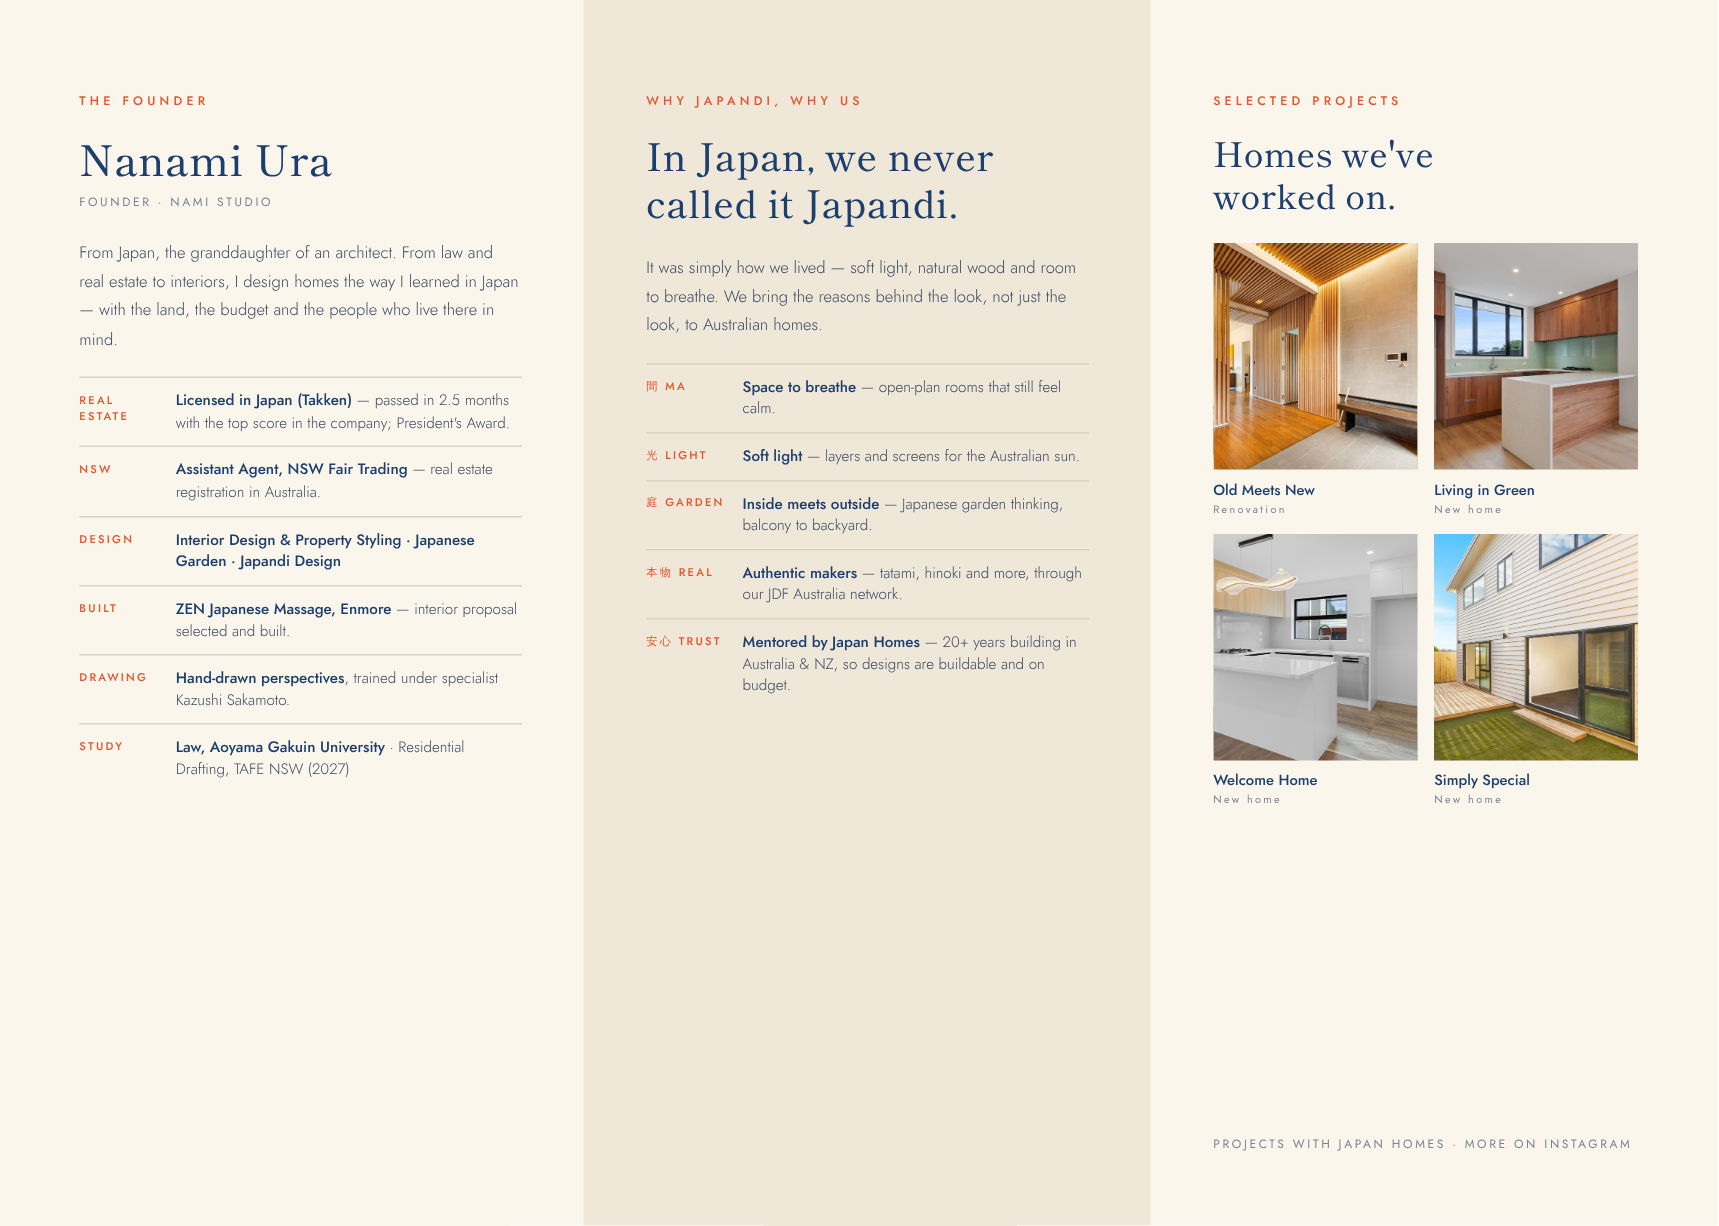 THE FOUNDER
Nanami Ura
FOUNDER · NAMI STUDIO
From Japan, the granddaughter of an architect. From law and
real estate to interiors, I design homes the way I learned in Japan
— with the land, the budget and the people who live there in
mind.
REAL
ESTATE
Licensed in Japan (Takken) — passed in 2.5 months
with the top score in the company; President's Award.
NSW
Assistant Agent, NSW Fair Trading — real estate
registration in Australia.
DESIGN
Interior Design & Property Styling · Japanese
Garden · Japandi Design
BUILT
ZEN Japanese Massage, Enmore — interior proposal
selected and built.
DRAWING
Hand-drawn perspectives, trained under specialist
Kazushi Sakamoto.
STUDY
Law, Aoyama Gakuin University · Residential
Drafting, TAFE NSW (2027)
WHY JAPANDI, WHY US
In Japan, we never
called it Japandi.
It was simply how we lived — soft light, natural wood and room
to breathe. We bring the reasons behind the look, not just the
look, to Australian homes.
間 MA
Space to breathe — open-plan rooms that still feel
calm.
光 LIGHT
Soft light — layers and screens for the Australian sun.
庭 GARDEN
Inside meets outside — Japanese garden thinking,
balcony to backyard.
本物 REAL
Authentic makers — tatami, hinoki and more, through
our JDF Australia network.
安心 TRUST
Mentored by Japan Homes — 20+ years building in
Australia & NZ, so designs are buildable and on
budget.
SELECTED PROJECTS
Homes we've
worked on.
Old Meets New
Renovation
Living in Green
New home
Welcome Home
New home
Simply Special
New home
PROJECTS WITH JAPAN HOMES · MORE ON INSTAGRAM